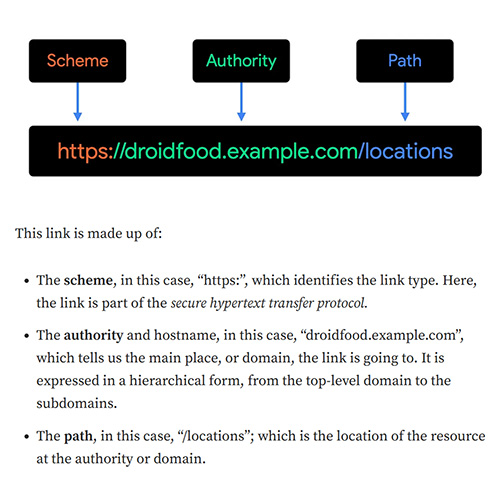 Scheme
Authority
Path
https://droidfood.example.com/locations
This link is made up of:
• The scheme, in this case, “https:”, which identifies the link type. Here,
the link is part of the secure hypertext transfer protocol.
• The authority and hostname, in this case, “droidfood.example.com”,
which tells us the main place, or domain, the link is going to. It is
expressed in a hierarchical form, from the top-level domain to the
subdomains.
• The path, in this case, “/locations”; which is the location of the resource
at the authority or domain.